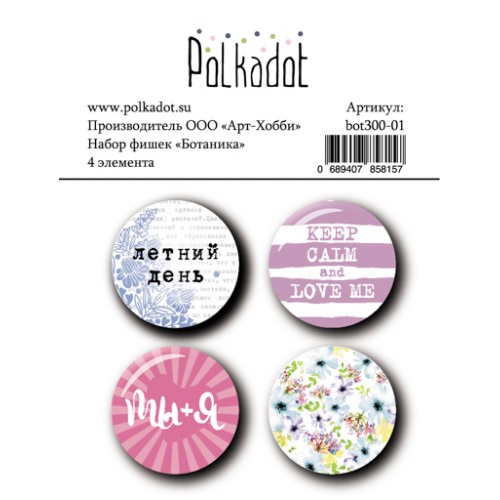 Polkadot
www.polkadot.su
Производитель ООО «Арт-Хобби»
Набор фишек «Ботаника»
4 элемента
Артикул:
bot300-01
0 689407 858157
летний
день
KEEP
CALM
and
LOVE ME
ты+я